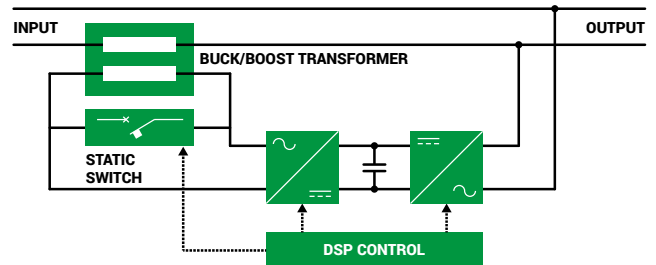 INPUT
OUTPUT
BUCK/BOOST TRANSFORMER
STATIC
SWITCH
DSP CONTROL